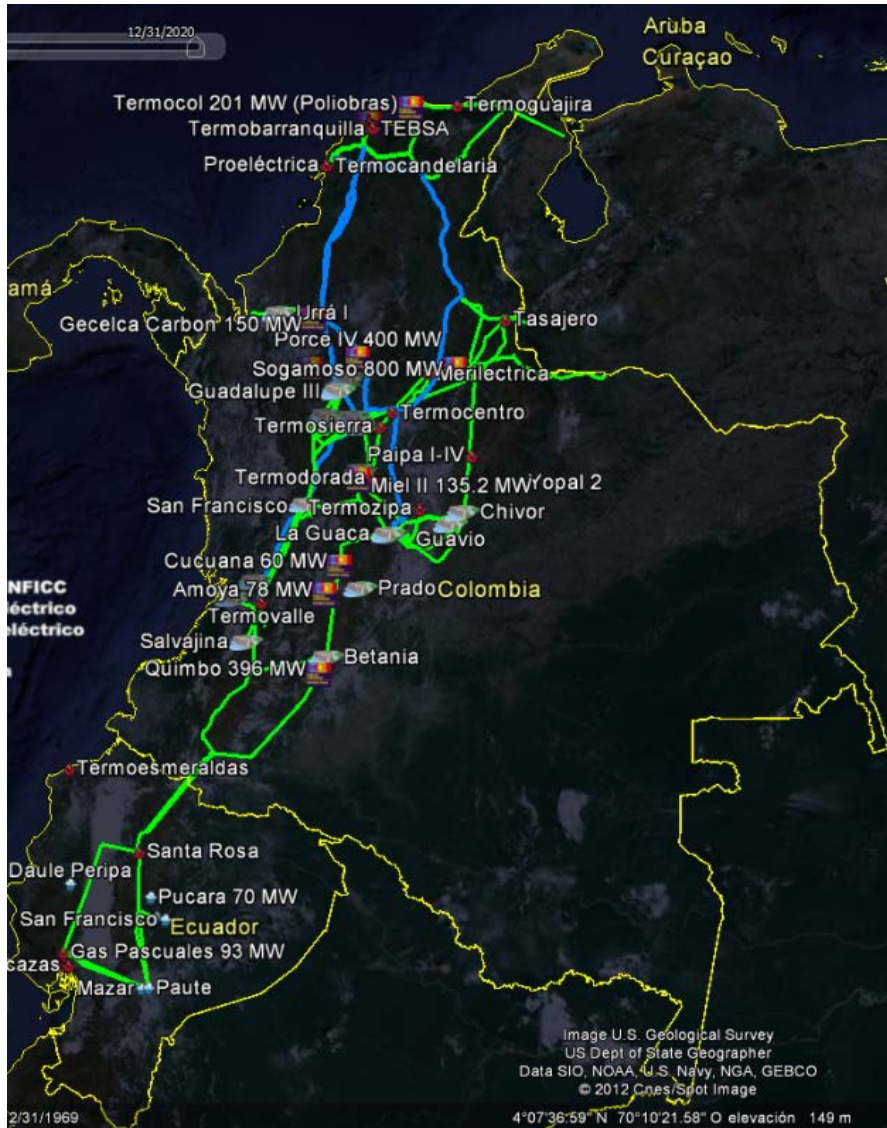 12/31/2020
Aruba
Curaçao
Termocol 201 MW (Poliobras)
Termoguajira
Termobarranquilla
TEBSA
Proeléctrica
Termocandelaria
amá
Urrá I
Gecelca Carbon 150 MW
Tasajero
Porce IV 400 MW
Sogamoso 800 MW
Merilectrica
Guadalupe III
Termocentro
Termosierra
Paipa I-IV
Termodorada
Miel II 135.2 MW
Yopal 2
San Francisco
Termozipa
Chivor
La Guaca
Guavio
Cucuana 60 MW
NFICC
Amoya 78 MW
Prado
Colombia
éctrico
Termovalle
eléctrico
Salvajina
Betania
Quimbo 396 MW
Termoesmeraldas
Santa Rosa
Daule Peripa
Pucara 70 MW
San Francisco
Ecuador
Gas Pascuales 93 MW
cazas
Mazar
Paute
Image U.S. Geological Survey
US Dept of State Geographer
Data SIO, NOAA, U.S. Navy, NGA, GEBCO
© 2012 Cnes/Spot Image
2/31/1969
4°07'36.59" N 70°10'21.58" O elevación 149 m